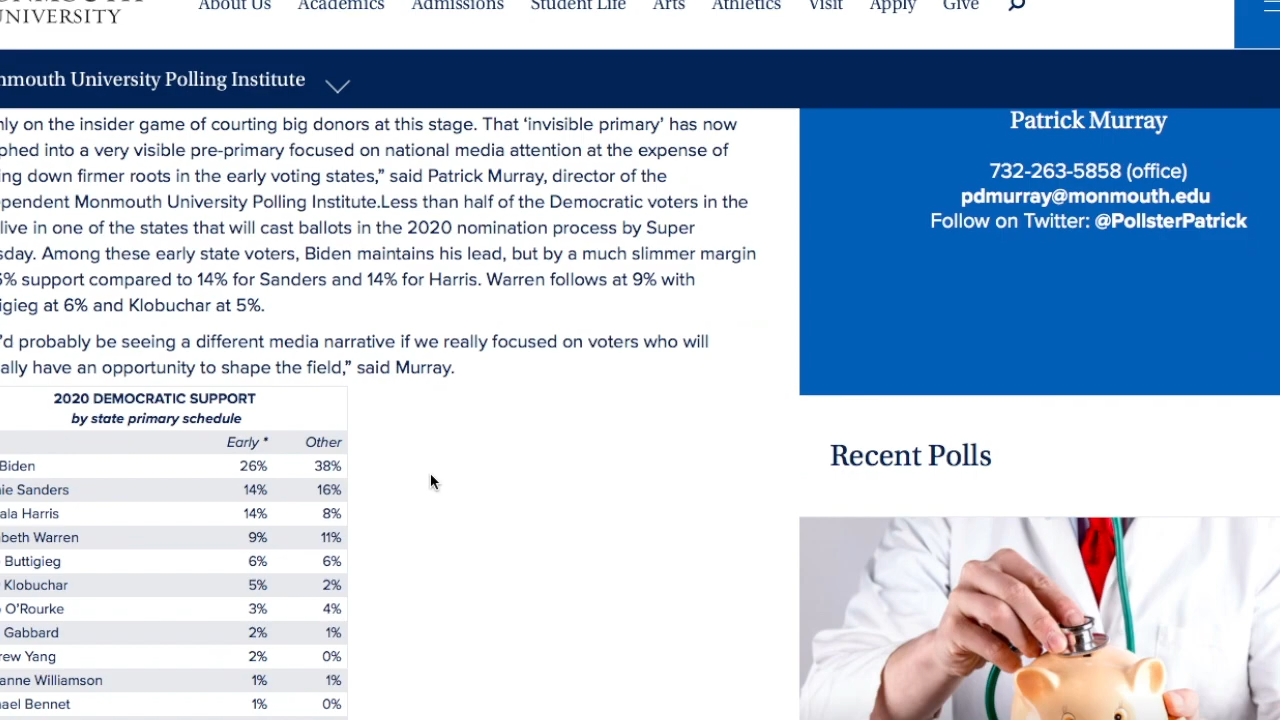 UNIVERSITY
About Us Academics Admissions Student Life Arts Athletics Visit Apply Give
nmouth University Polling Institute
nly on the insider game of courting big donors at this stage. That ‘invisible primary’ has now
phed into a very visible pre-primary focused on national media attention at the expense of
ing down firmer roots in the early voting states,” said Patrick Murray, director of the
pendent Monmouth University Polling Institute.Less than half of the Democratic voters in the
live in one of the states that will cast ballots in the 2020 nomination process by Super
sday. Among these early state voters, Biden maintains his lead, but by a much slimmer margin
6% support compared to 14% for Sanders and 14% for Harris. Warren follows at 9% with
igieg at 6% and Klobuchar at 5%.
’d probably be seeing a different media narrative if we really focused on voters who will
ally have an opportunity to shape the field,” said Murray.
2020 DEMOCRATIC SUPPORT
by state primary schedule
Early * Other
Biden 26% 38%
ie Sanders 14% 16%
ala Harris 14% 8%
beth Warren 9% 11%
Buttigieg 6% 6%
Klobuchar 5% 2%
O’Rourke 3% 4%
Gabbard 2% 1%
rew Yang 2% 0%
anne Williamson 1% 1%
ael Bennet 1% 0%
Patrick Murray
732-263-5858 (office)
pdmurray@monmouth.edu
Follow on Twitter: @PollsterPatrick
Recent Polls